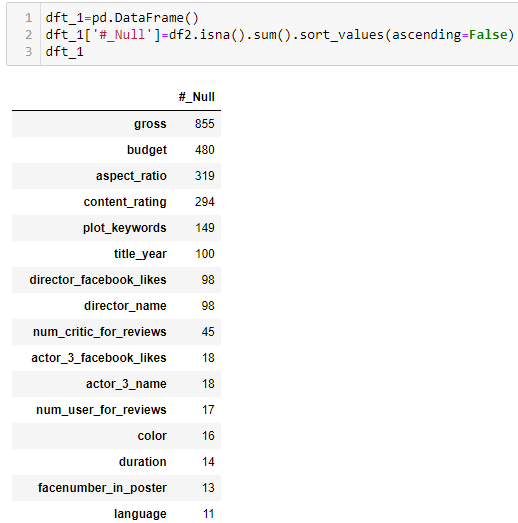 1 dft_1=pd.DataFrame()
2 dft_1['#_Null']=df2.isna().sum().sort_values(ascending=False)
3 dft_1
#_Null
gross 855
budget 480
aspect_ratio 319
content_rating 294
plot_keywords 149
title_year 100
director_facebook_likes 98
director_name 98
num_critic_for_reviews 45
actor_3_facebook_likes 18
actor_3_name 18
num_user_for_reviews 17
color 16
duration 14
facenumber_in_poster 13
language 11